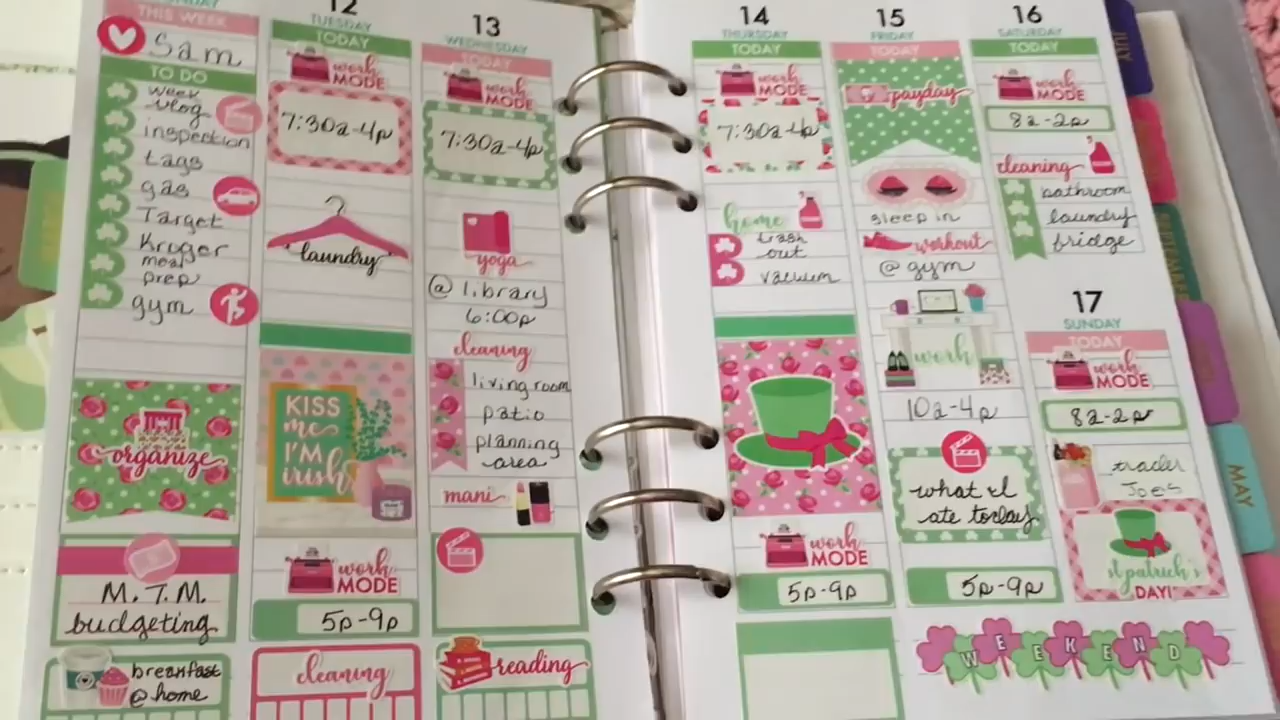 THIS WEEK
Sam
TO DO
week
vlog
inspection
tags
gas
Target
Kroger
meal
prep
gym
organize
M.T.M.
budgeting
breakfast
@ home
12
TUESDAY
TODAY
work
MODE
7:30a-4p
laundry
KISS
me
I'M
irish
work
MODE
5p-9p
cleaning
13
WEDNESDAY
TODAY
work
MODE
7:30a-4p
yoga
@ library
6:00p
cleaning
living room
patio
planning
area
mani
reading
14
THURSDAY
TODAY
work
MODE
7:30a-4p
home
trash
out
vacuum
work
MODE
5p-9p
15
FRIDAY
TODAY
payday
sleep in
workout
@ gym
work
10a-4p
what I
ate today
5p-9p
16
SATURDAY
TODAY
work
MODE
8a-2p
cleaning
bathroom
laundry
fridge
17
SUNDAY
TODAY
work
MODE
8a-2p
trader
Joes
st patrick's
DAY!
WEEKEND
JULY
MAY